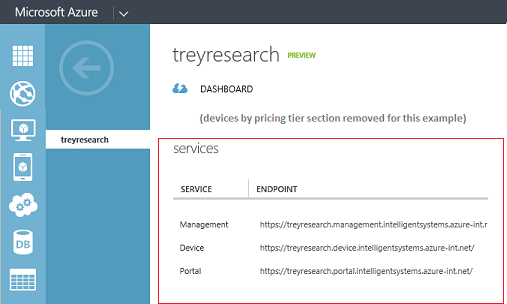 Microsoft Azure
treyresearch PREVIEW
DASHBOARD
(devices by pricing tier section removed for this example)
treyresearch
services
SERVICE ENDPOINT
Management https://treyresearch.management.intelligentsystems.azure-int.r
Device https://treyresearch.device.intelligentsystems.azure-int.net/
Portal https://treyresearch.portal.intelligentsystems.azure-int.net/
DB